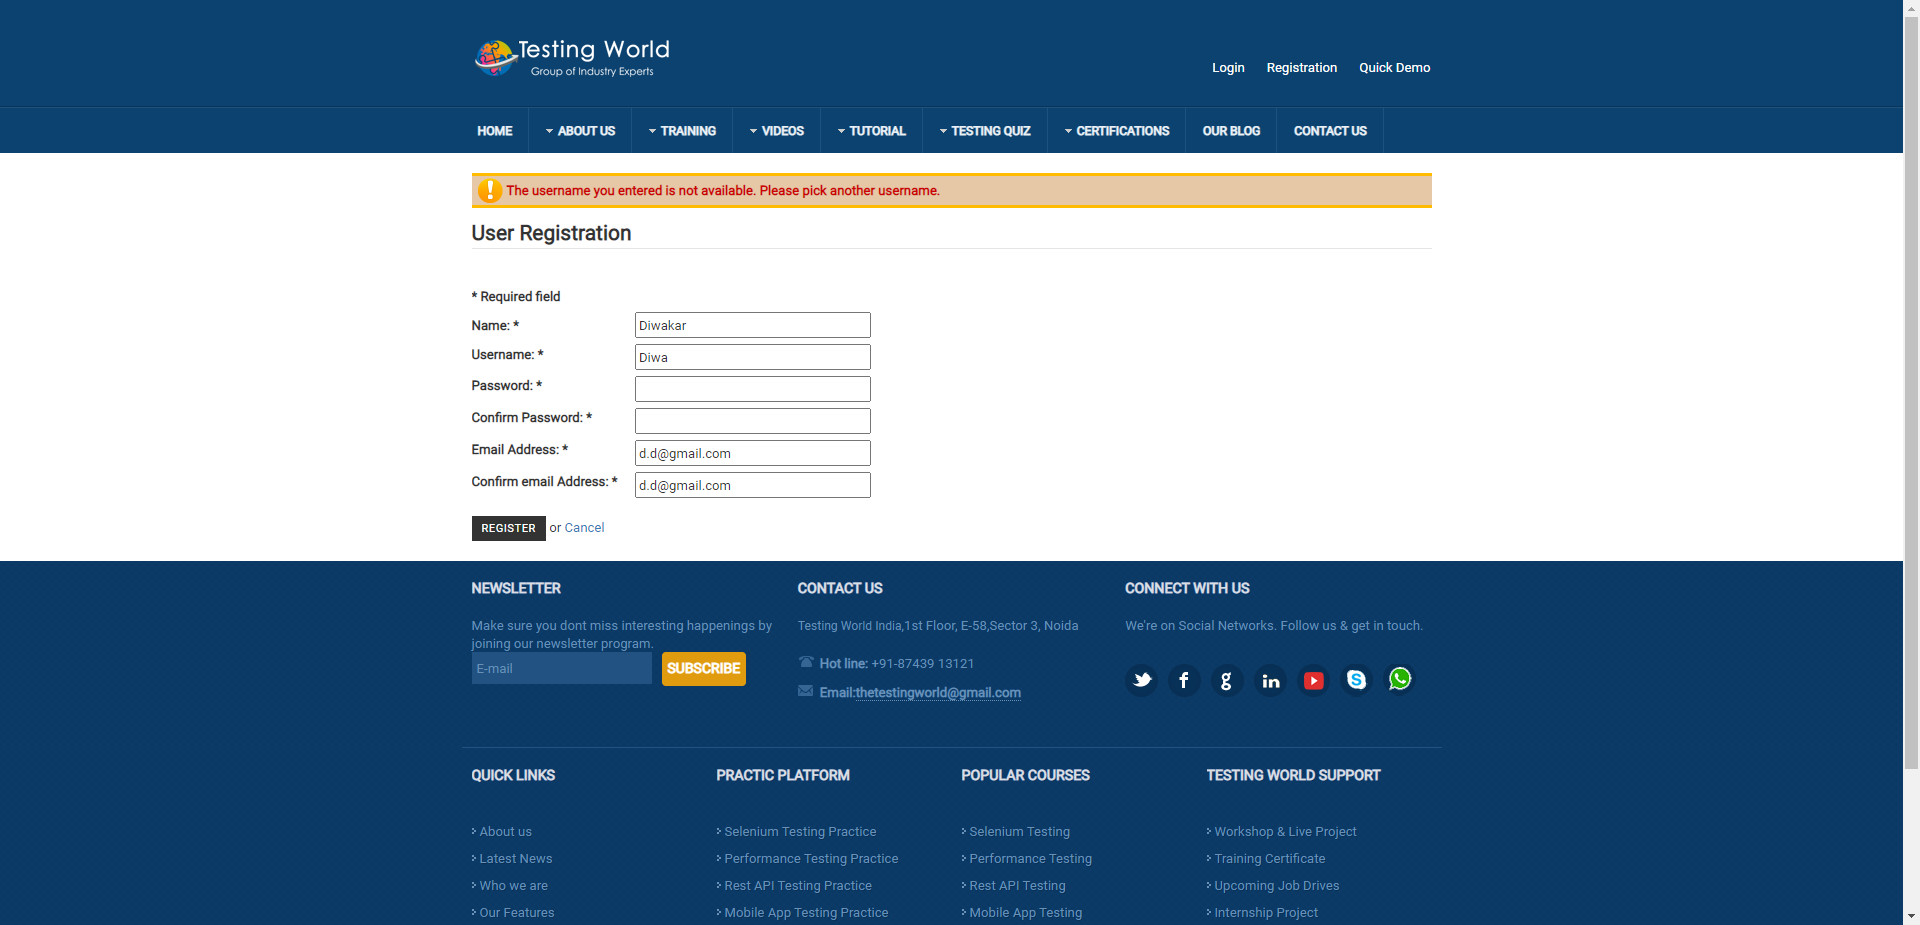 Testing World
Group of Industry Experts
Login Registration Quick Demo
HOME ABOUT US TRAINING VIDEOS TUTORIAL TESTING QUIZ CERTIFICATIONS OUR BLOG CONTACT US
The username you entered is not available. Please pick another username.
User Registration
* Required field
Name: * Diwakar
Username: * Diwa
Password: *
Confirm Password: *
Email Address: * d.d@gmail.com
Confirm email Address: * d.d@gmail.com
REGISTER or Cancel
NEWSLETTER
Make sure you dont miss interesting happenings by
joining our newsletter program.
E-mail SUBSCRIBE
CONTACT US
Testing World India,1st Floor, E-58,Sector 3, Noida
Hot line: +91-87439 13121
Email:thetestingworld@gmail.com
CONNECT WITH US
We're on Social Networks. Follow us & get in touch.
QUICK LINKS
About us
Latest News
Who we are
Our Features
PRACTIC PLATFORM
Selenium Testing Practice
Performance Testing Practice
Rest API Testing Practice
Mobile App Testing Practice
POPULAR COURSES
Selenium Testing
Performance Testing
Rest API Testing
Mobile App Testing
TESTING WORLD SUPPORT
Workshop & Live Project
Training Certificate
Upcoming Job Drives
Internship Project